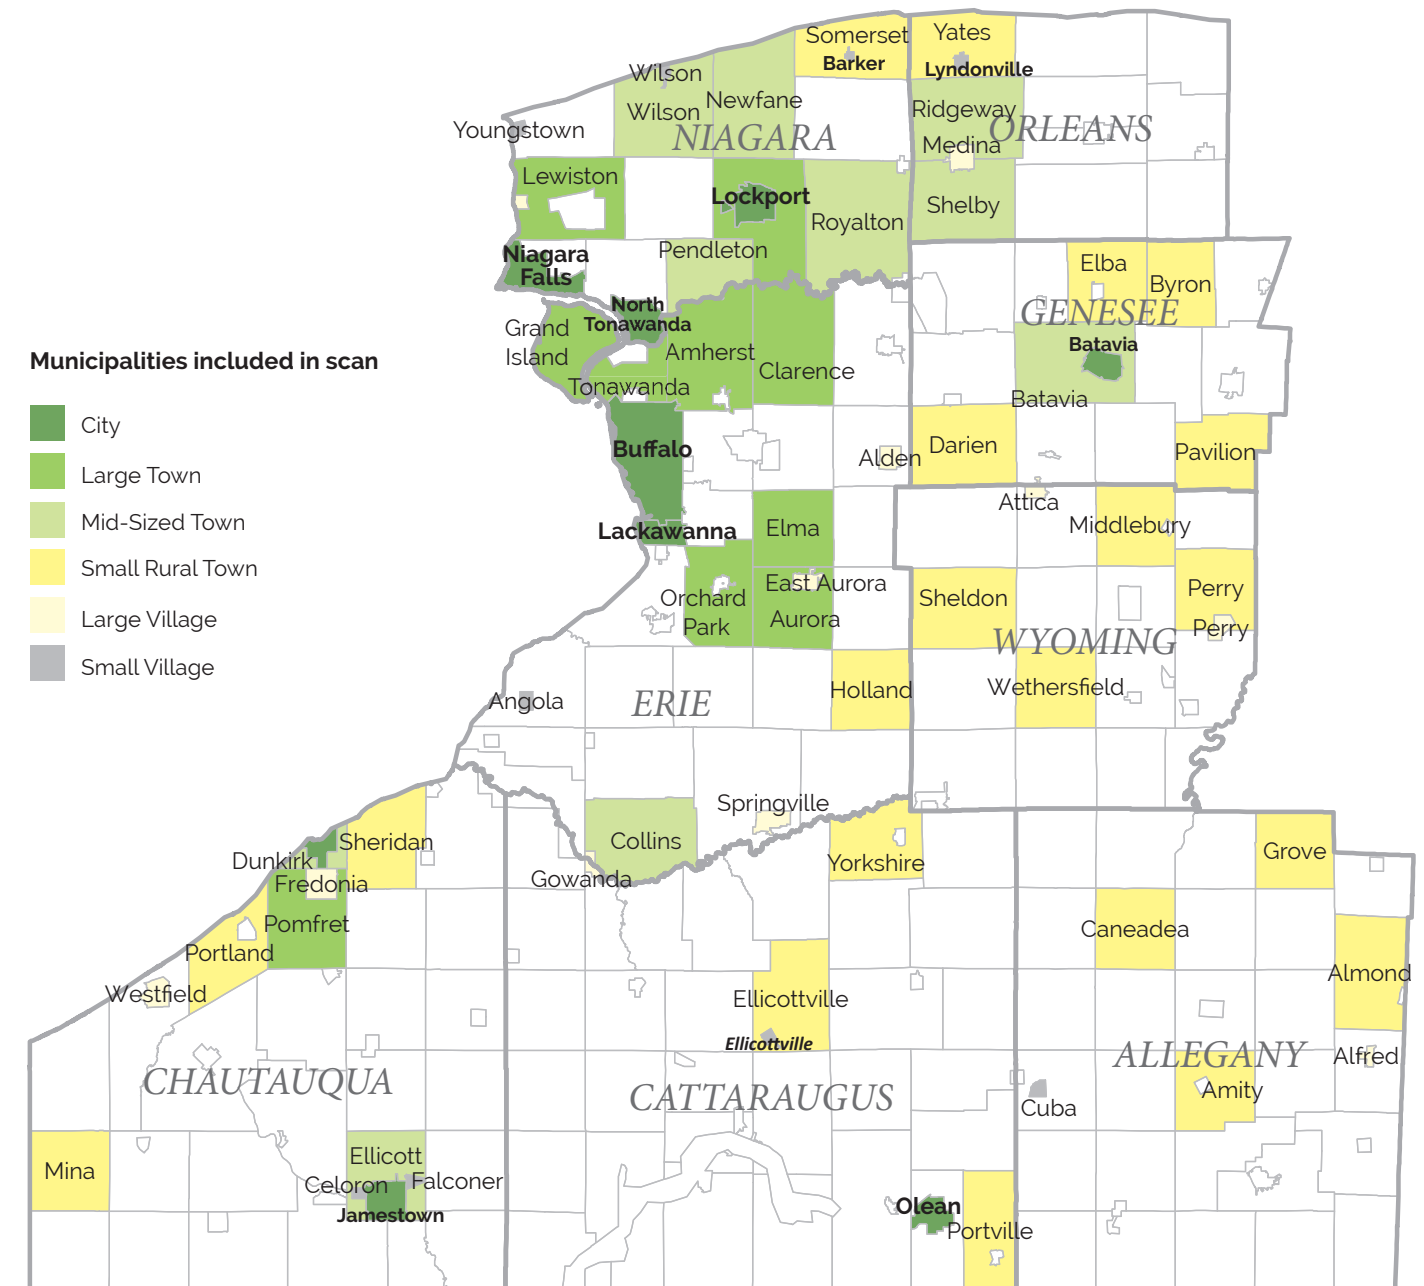 Somerset
Barker
Yates
Lyndonville
Wilson
Wilson
Newfane
NIAGARA
Ridgeway
ORLEANS
Medina
Youngstown
Lewiston
Lockport
Royalton
Shelby
Niagara
Falls
Pendleton
Elba
Byron
GENESEE
North
Tonawanda
Grand
Island
Amherst
Clarence
Tonawanda
Batavia
Batavia
Municipalities included in scan
City
Large Town
Mid-Sized Town
Small Rural Town
Large Village
Small Village
Buffalo
Alden
Darien
Pavilion
Lackawanna
Elma
Attica
Middlebury
East Aurora
Orchard
Park
Aurora
Sheldon
Perry
Perry
WYOMING
Angola
ERIE
Holland
Wethersfield
Springville
Sheridan
Collins
Yorkshire
Grove
Dunkirk
Fredonia
Gowanda
Pomfret
Caneadea
Portland
Westfield
Ellicottville
Ellicottville
Almond
CHAUTAUQUA
CATTARAUGUS
ALLEGANY
Alfred
Amity
Cuba
Mina
Ellicott
Celoron
Falconer
Jamestown
Olean
Portville